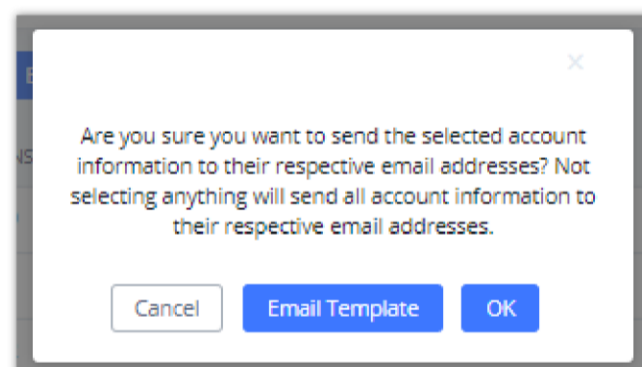 Are you sure you want to send the selected account
information to their respective email addresses? Not
selecting anything will send all account information to
their respective email addresses.
Cancel
Email Template
OK